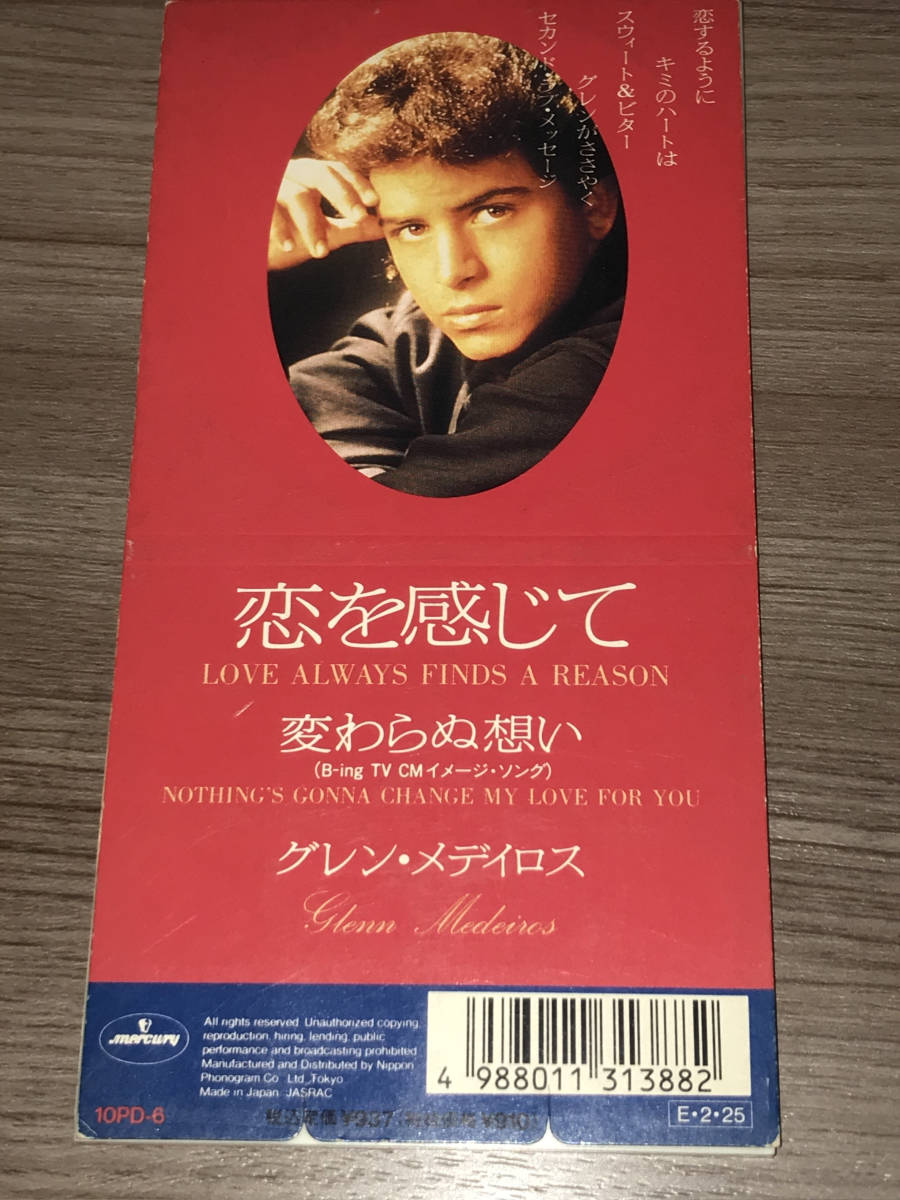 恋するように
キミのハートは
スウィート&ビター
グレンがささやく
セカンド・ラブ・メッセージ
恋を感じて
LOVE ALWAYS FINDS A REASON
変わらぬ想い
(B-ing TV CMイメージ・ソング)
NOTHING'S GONNA CHANGE MY LOVE FOR YOU
グレン・メデイロス
Glenn Medeiros
mercury
All rights reserved. Unauthorized copying,
reproduction, hiring, lending, public
performance and broadcasting prohibited.
Manufactured and Distributed by Nippon
Phonogram Co. Ltd., Tokyo
Made in Japan. JASRAC
4 988011 313882
10PD-6
¥937 ¥910
E・2・25